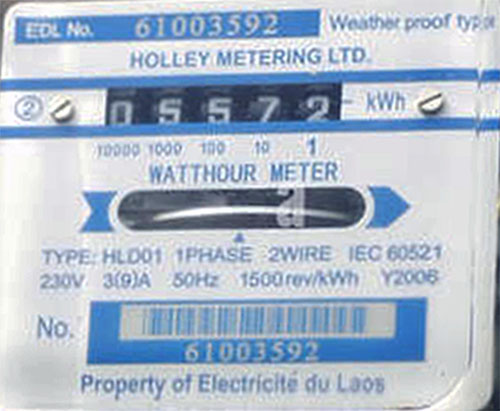 EDL No. 61003592 Weather proof type
HOLLEY METERING LTD.
② 05572 kWh
10000 1000 100 10 1
WATTHOUR METER
TYPE: HLD01 1PHASE 2WIRE IEC 60521
230V 3(9)A 50Hz 1500rev/kWh Y2006
No.
61003592
Property of Electricité du Laos